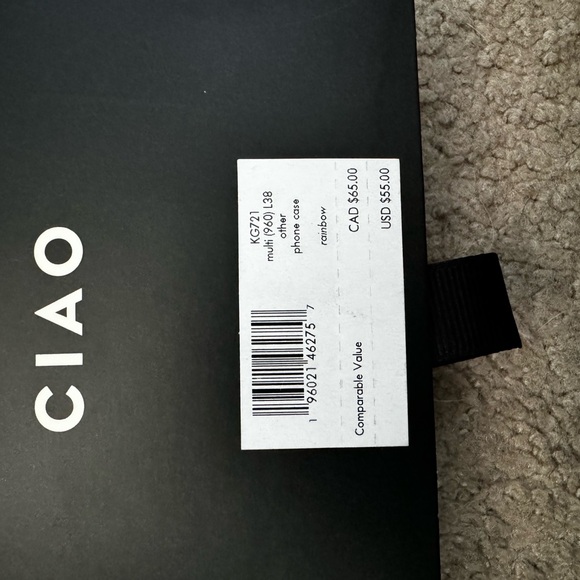 CIAO
KG721
multi (960) L38
other
phone case
rainbow
1 96021 46275 7
CAD $65.00
Comparable Value USD $55.00